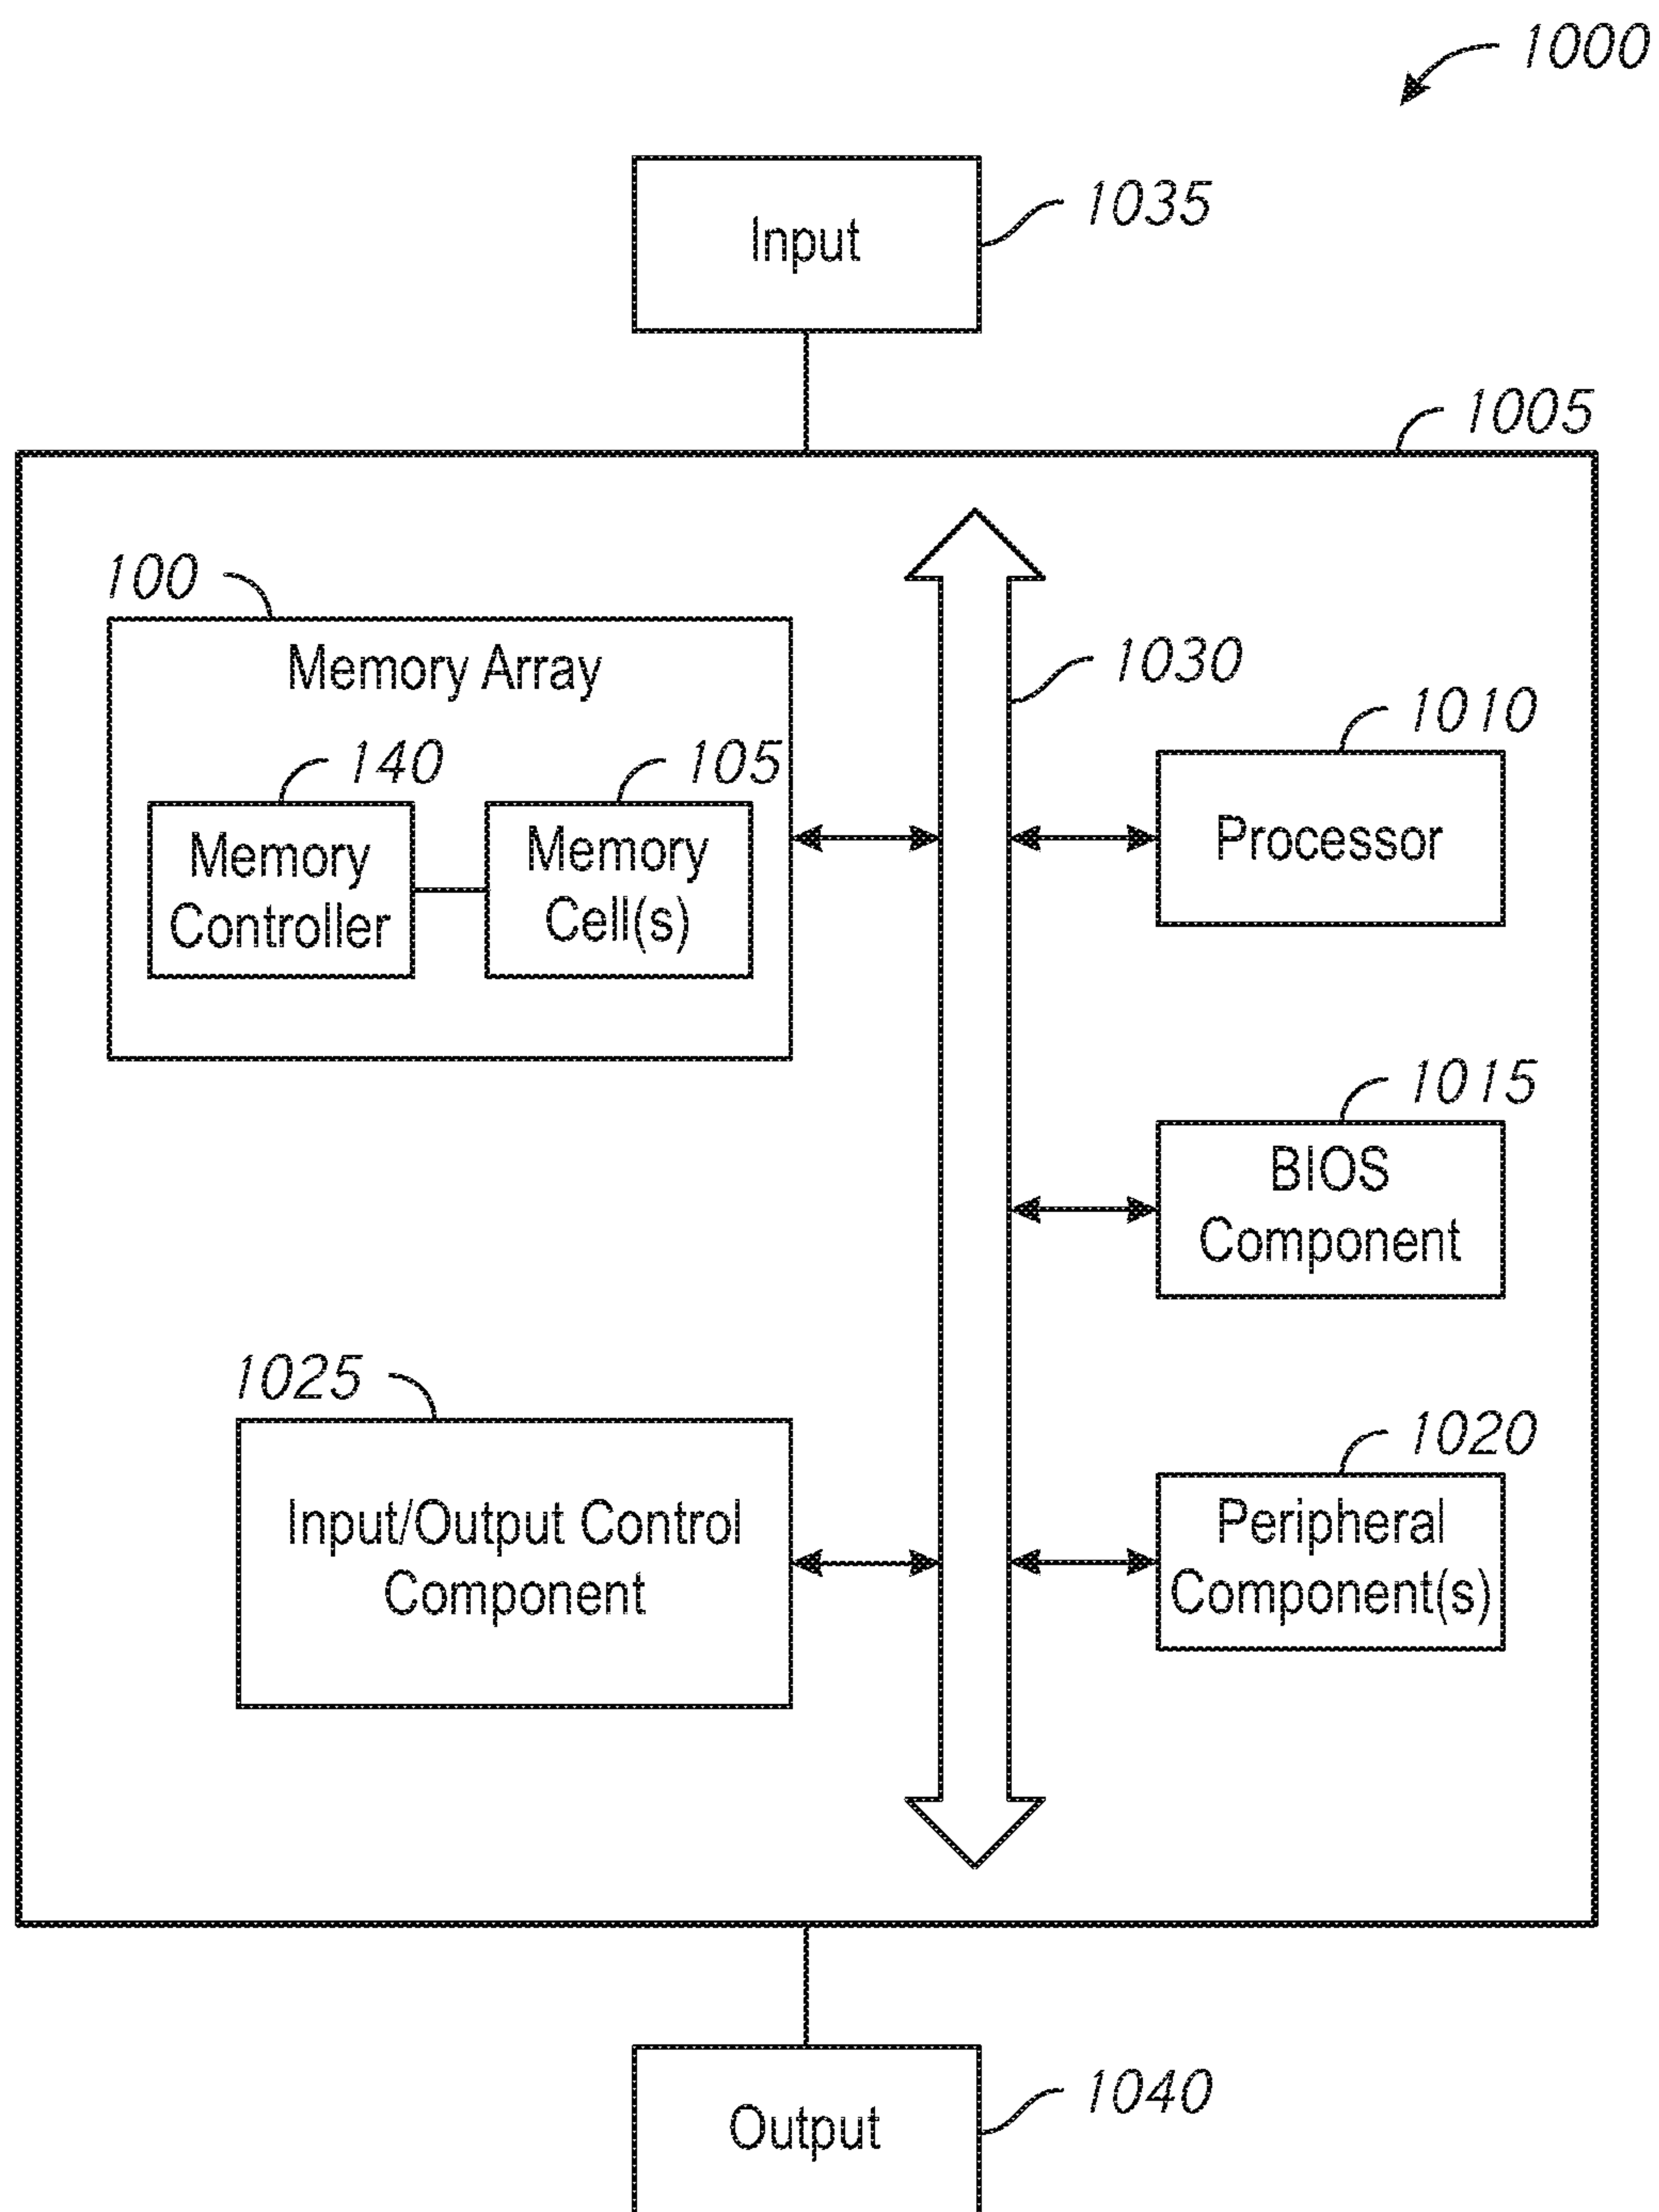 1000
1035
Input
1005
100
Memory Array
1030
1010
140
105
Memory
Controller
Memory
Cell(s)
Processor
1015
BIOS
Component
1025
1020
Input/Output Control
Component
Peripheral
Component(s)
1040
Output